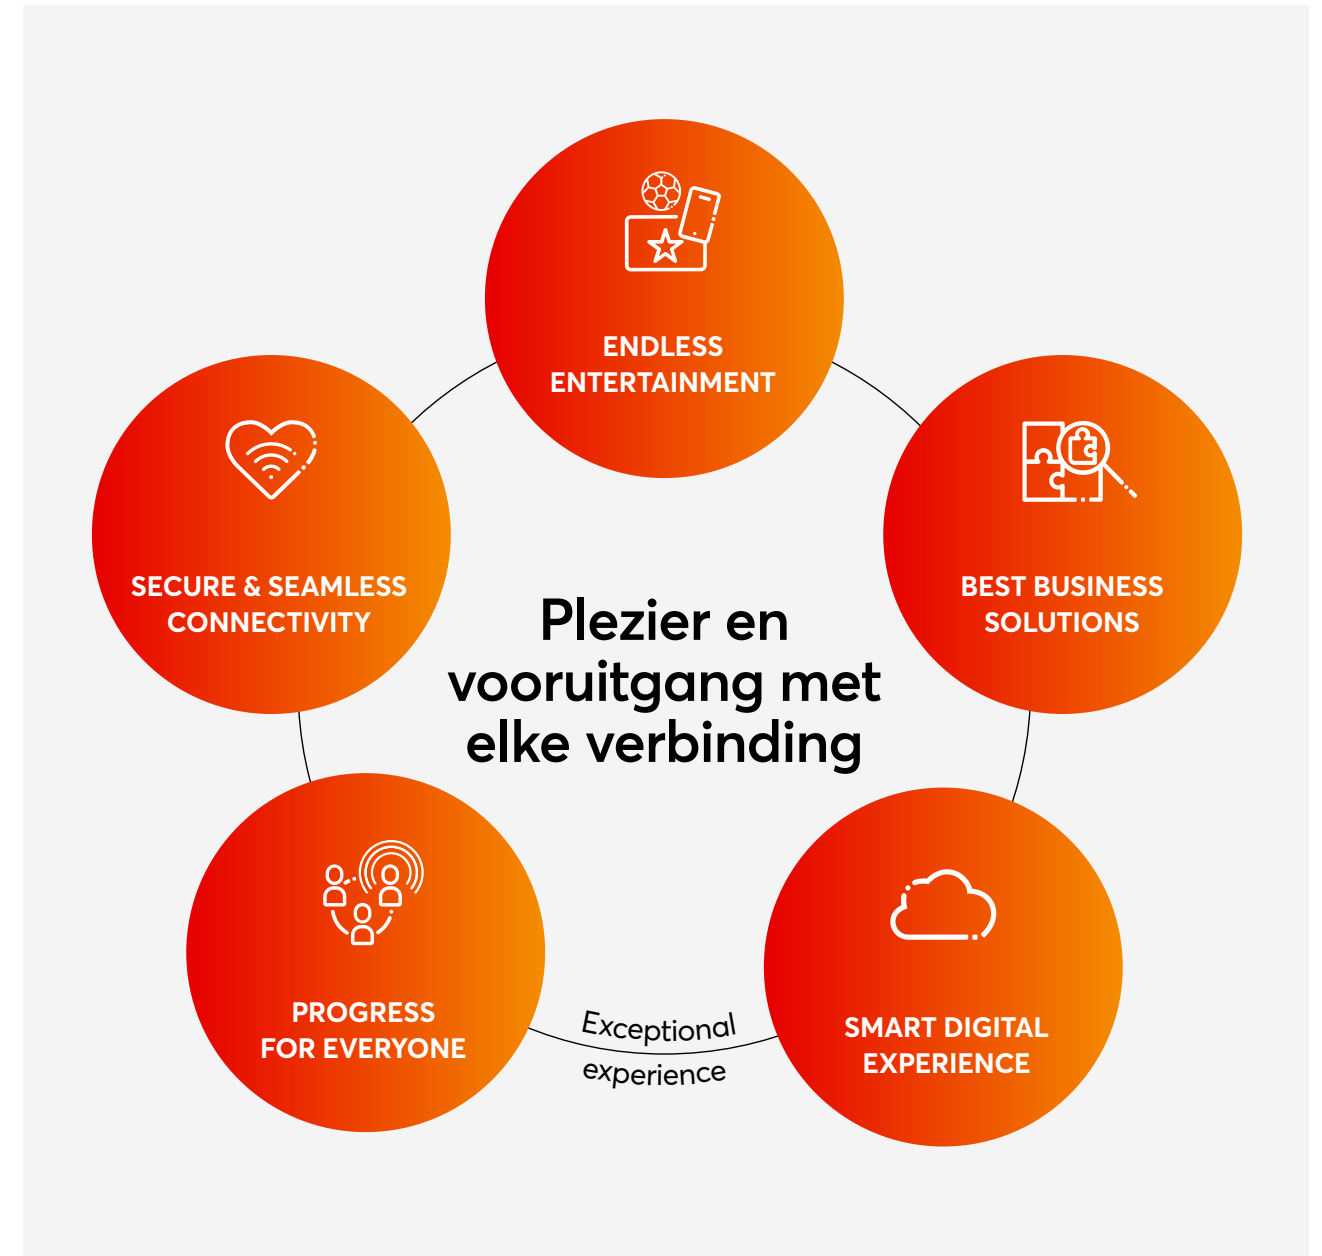 ENDLESS
ENTERTAINMENT
SECURE & SEAMLESS
CONNECTIVITY
BEST BUSINESS
SOLUTIONS
Plezier en
vooruitgang met
elke verbinding
PROGRESS
FOR EVERYONE
Exceptional
experience
SMART DIGITAL
EXPERIENCE